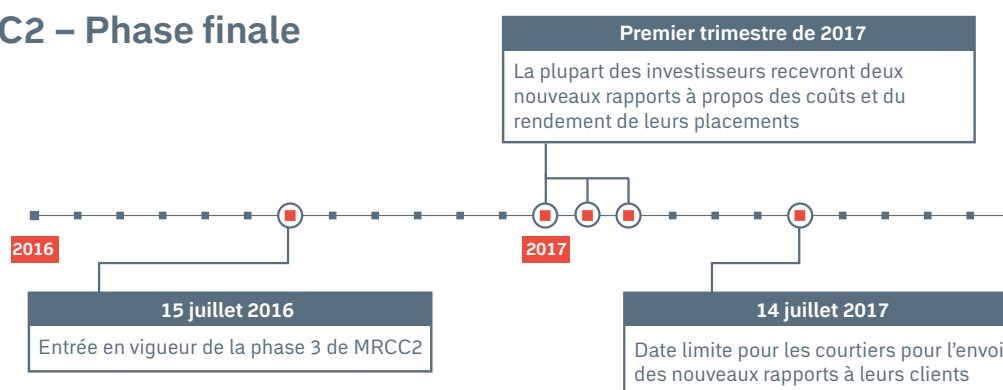 C2 – Phase finale
Premier trimestre de 2017
La plupart des investisseurs recevront deux
nouveaux rapports à propos des coûts et du
rendement de leurs placements
2016
2017
15 juillet 2016
Entrée en vigueur de la phase 3 de MRCC2
14 juillet 2017
Date limite pour les courtiers pour l’envoi
des nouveaux rapports à leurs clients